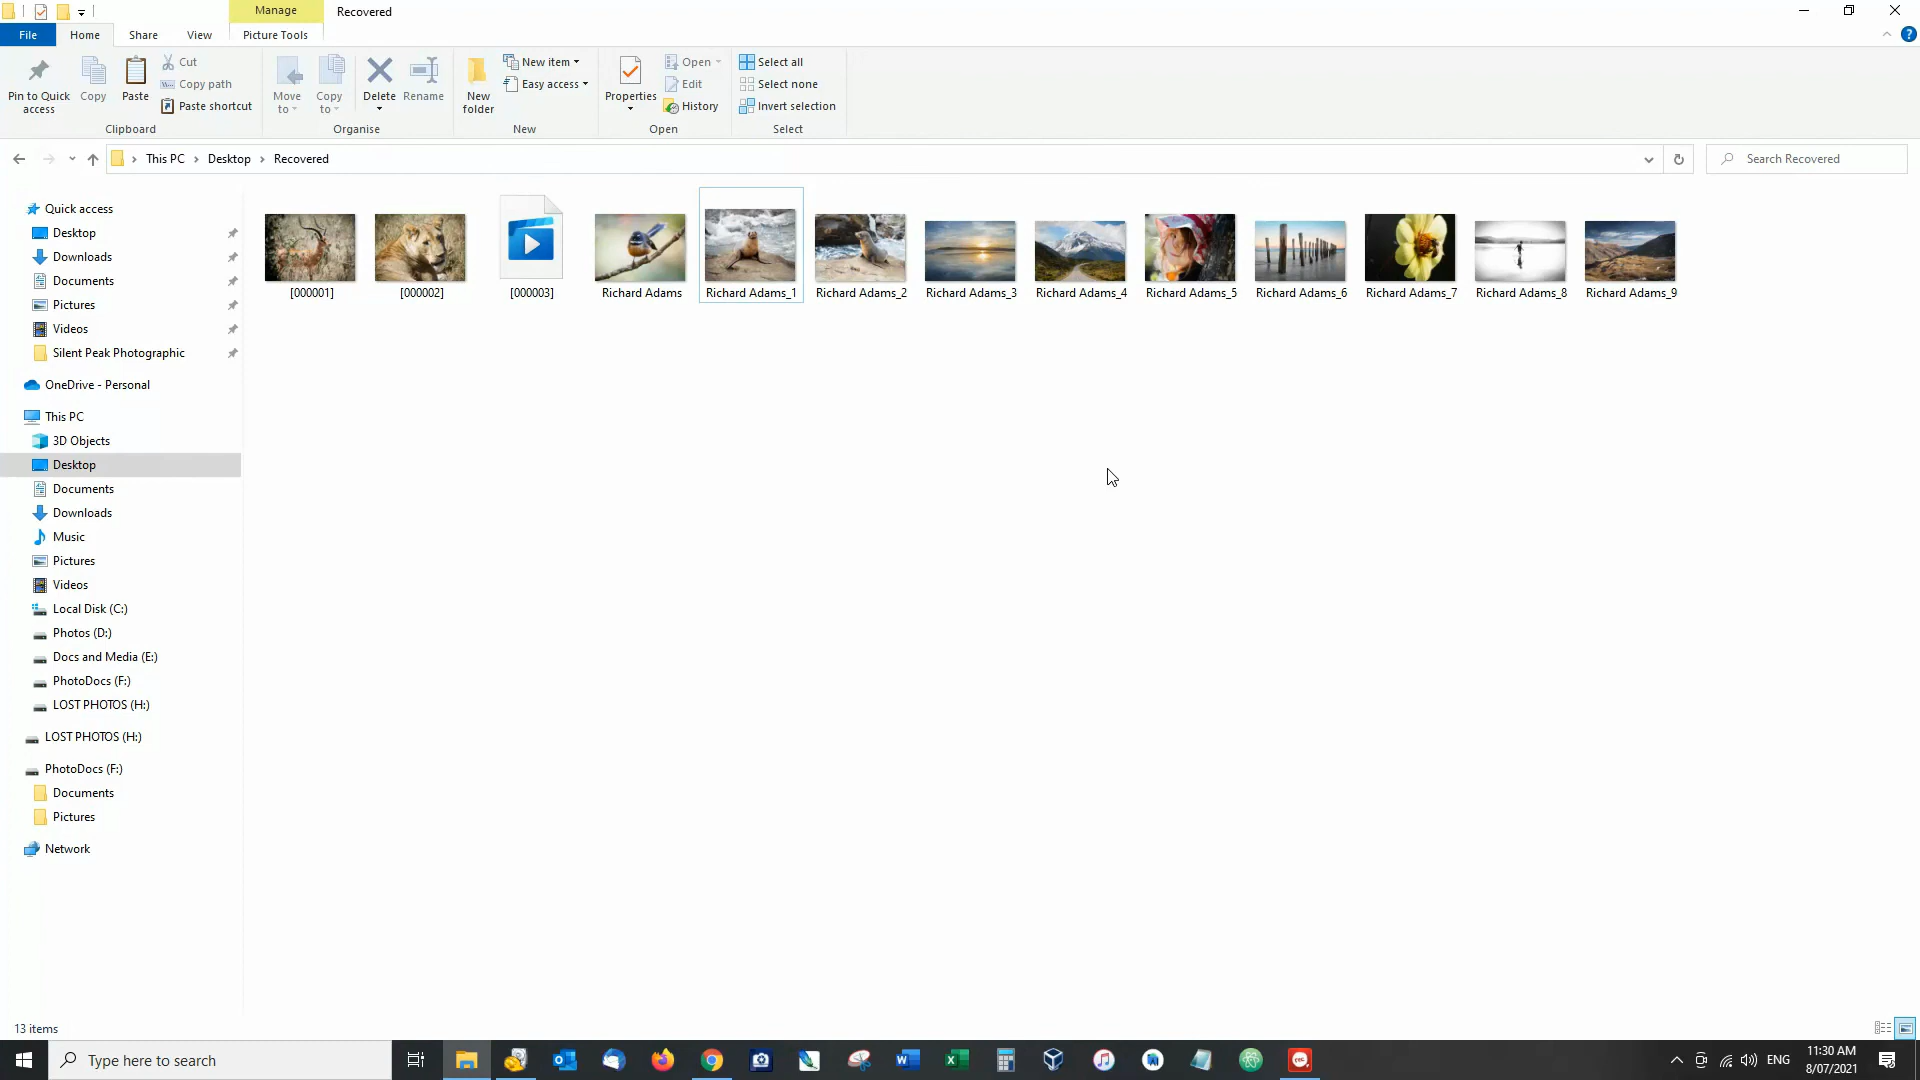 Manage
Recovered
File
Home
Share
View
Picture Tools
Pin to Quick access
Copy
Paste
Cut
Copy path
Paste shortcut
Clipboard
Move to
Copy to
Delete
Rename
Organise
New folder
New item
Easy access
New
Properties
Open
Edit
History
Open
Select all
Select none
Invert selection
Select
This PC > Desktop > Recovered
Search Recovered
Quick access
Desktop
Downloads
Documents
Pictures
Videos
Silent Peak Photographic
OneDrive - Personal
This PC
3D Objects
Desktop
Documents
Downloads
Music
Pictures
Videos
Local Disk (C:)
Photos (D:)
Docs and Media (E:)
PhotoDocs (F:)
LOST PHOTOS (H:)
LOST PHOTOS (H:)
PhotoDocs (F:)
Documents
Pictures
Network
[000001]
[000002]
[000003]
Richard Adams
Richard Adams_1
Richard Adams_2
Richard Adams_3
Richard Adams_4
Richard Adams_5
Richard Adams_6
Richard Adams_7
Richard Adams_8
Richard Adams_9
13 items
Type here to search
ENG
11:30 AM
8/07/2021